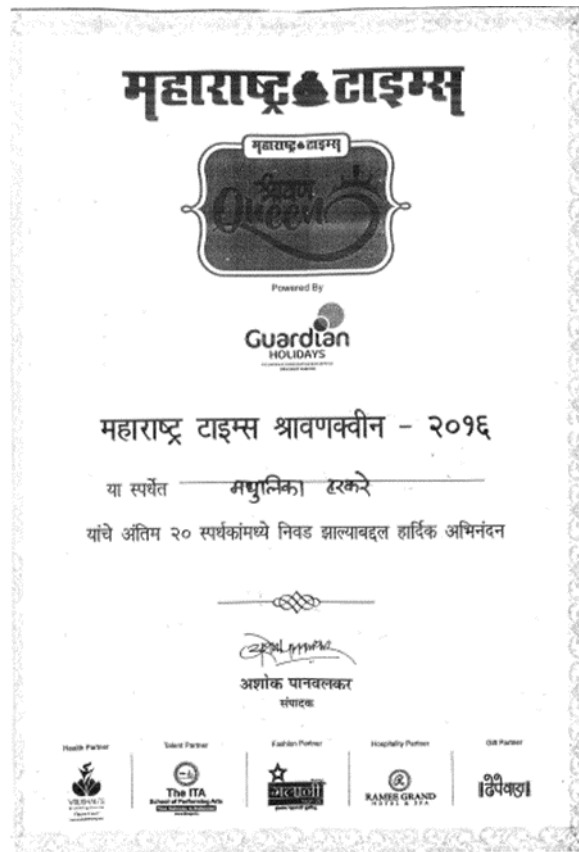 महाराष्ट्र टाइम्स
महाराष्ट्र टाइम्स
श्रावण
Queen
Powered By
Guardian
HOLIDAYS
महाराष्ट्र टाइम्स श्रावणक्वीन - २०१६
या स्पर्धेत मधुलिका हरकरे
यांचे अंतिम २० स्पर्धकांमध्ये निवड झाल्याबद्दल हार्दिक अभिनंदन
अशोक पानवलकर
संपादक
Health Partner
Talent Partner
The ITA
School of Performing Arts
Fashion Partner
Hospitality Partner
RAMEE GRAND
HOTEL & SPA
Gift Partner
ढेपेवाडा